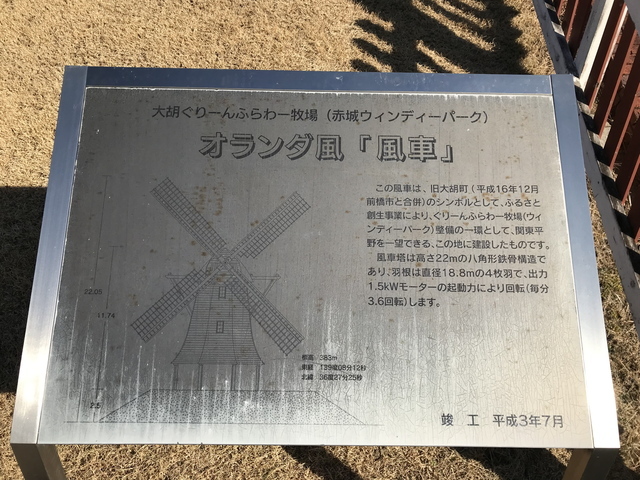 大胡ぐりーんふらわー牧場（赤城ウィンディーパーク）
オランダ風「風車」
この風車は、旧大胡町（平成16年12月
前橋市と合併）のシンボルとして、ふるさと
創生事業により、ぐりーんふらわー牧場（ウィ
ンディーパーク）整備の一環として、関東平
野を一望できる、この地に建設したものです。
風車塔は高さ22mの八角形鉄骨構造で
あり、羽根は直径18.8mの4枚羽で、出力
1.5kWモーターの起動力により回転（毎分
3.6回転）します。
22.05
11.74
標高 383m
東経 139度08分12秒
北緯 36度27分25秒
竣工 平成3年7月